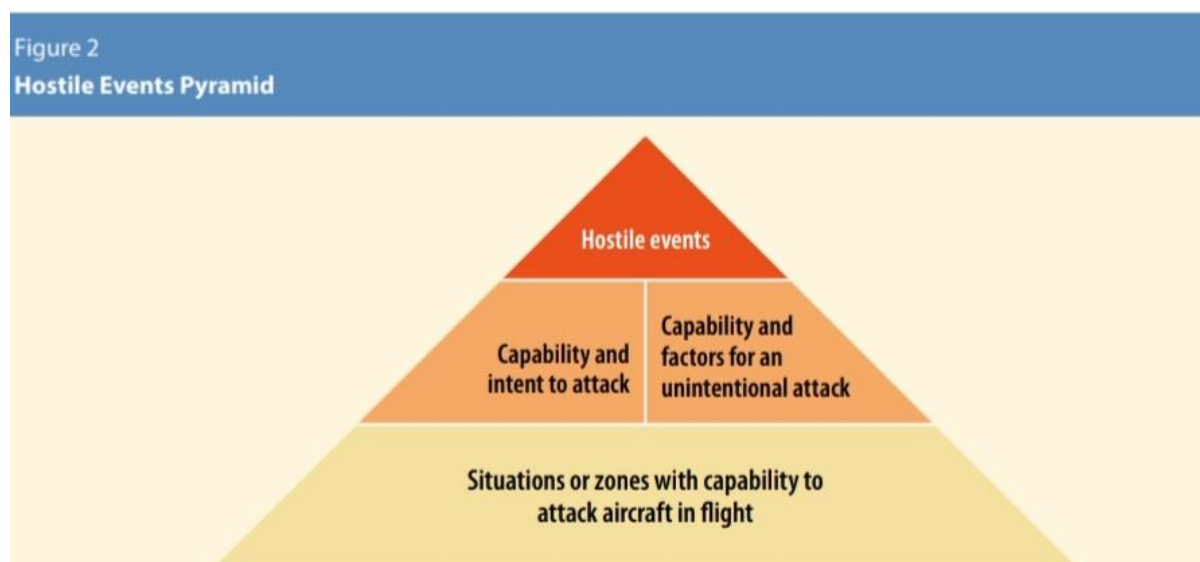 Figure 2
Hostile Events Pyramid
Hostile events
Capability and
intent to attack
Capability and
factors for an
unintentional attack
Situations or zones with capability to
attack aircraft in flight